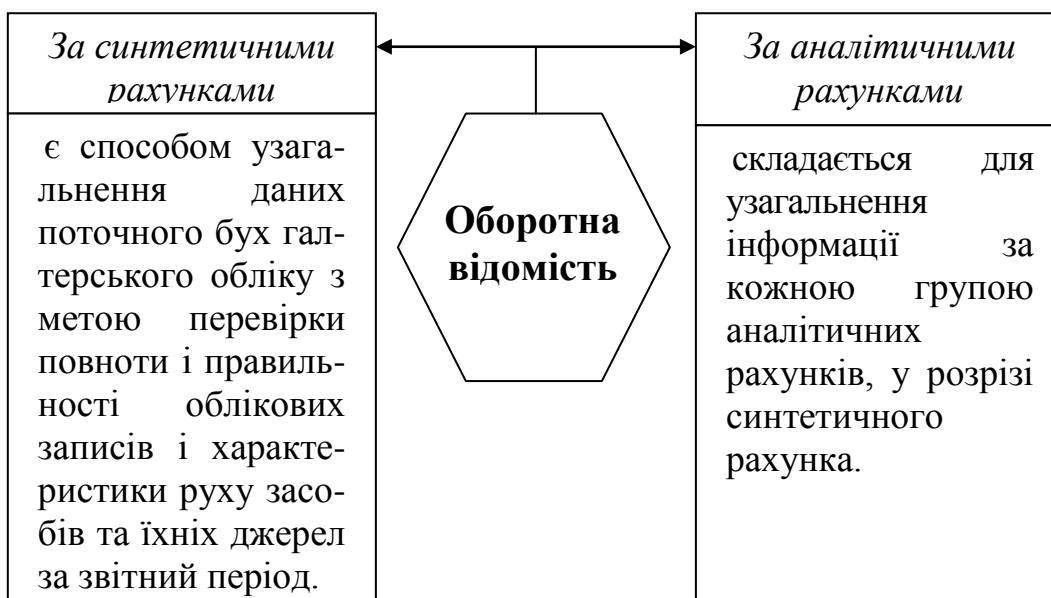 За синтетичними
рахунками
є способом узага-
льнення даних
поточного бух гал-
терського обліку з
метою перевірки
повноти і правиль-
ності облікових
записів і характе-
ристики руху засо-
бів та їхніх джерел
за звітний період.
Оборотна
відомість
За аналітичними
рахунками
складається для
узагальнення
інформації за
кожною групою
аналітичних
рахунків, у розрізі
синтетичного
рахунка.